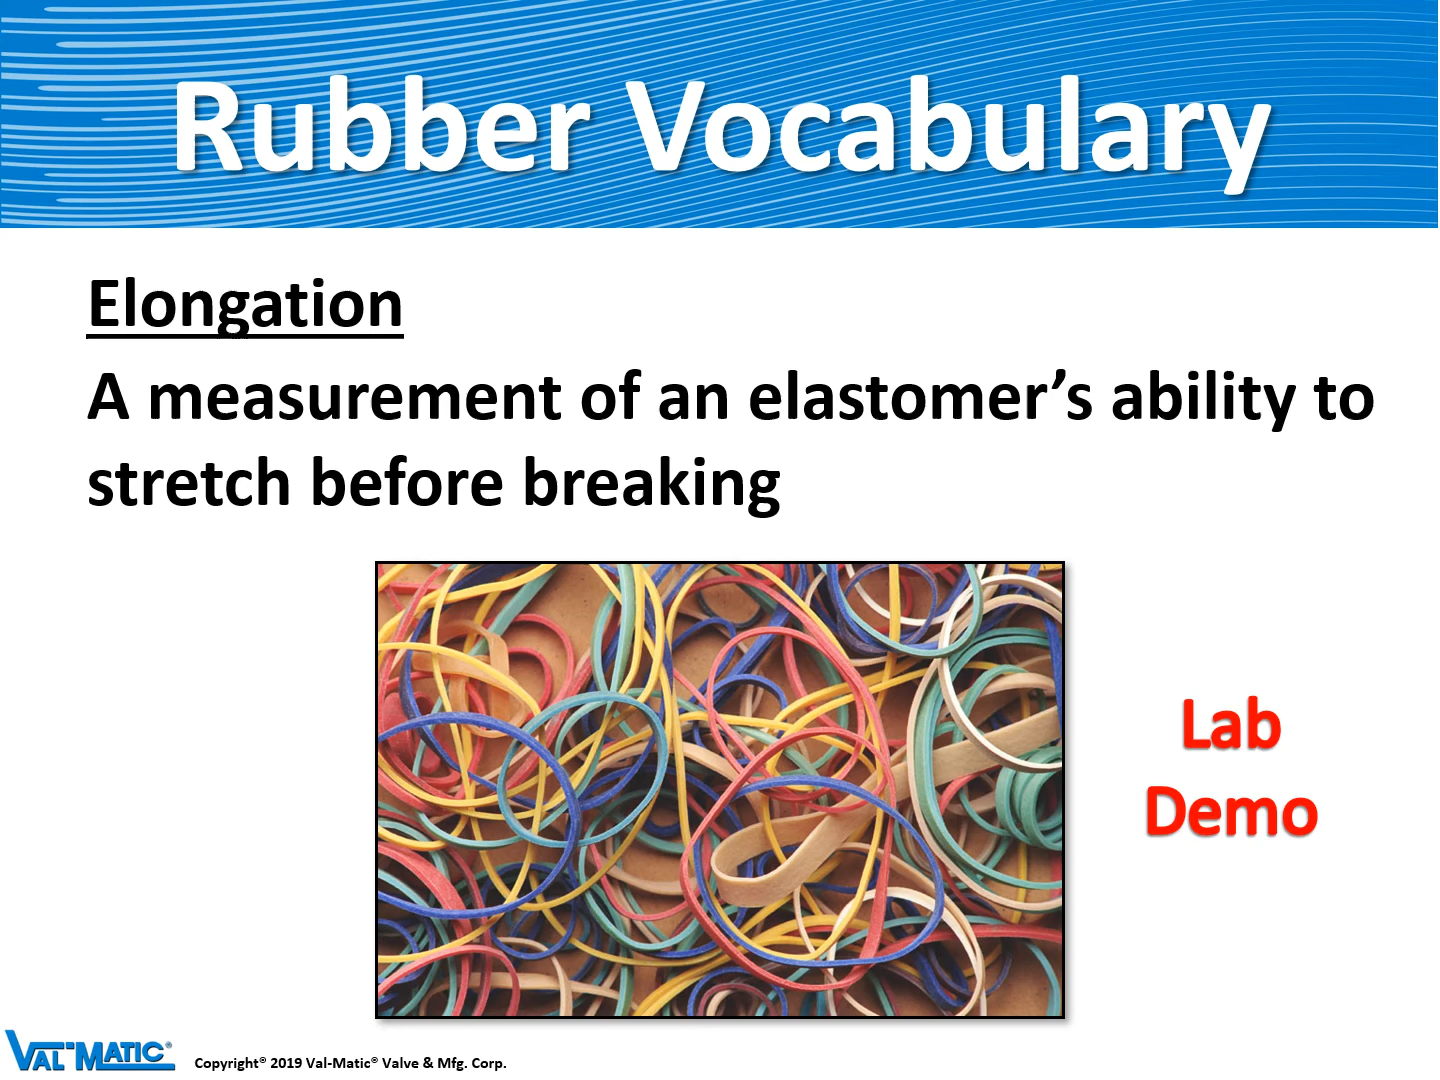 Rubber Vocabulary
Elongation
A measurement of an elastomer’s ability to
stretch before breaking
Lab
Demo
VAL-MATIC®
Copyright© 2019 Val-Matic® Valve & Mfg. Corp.